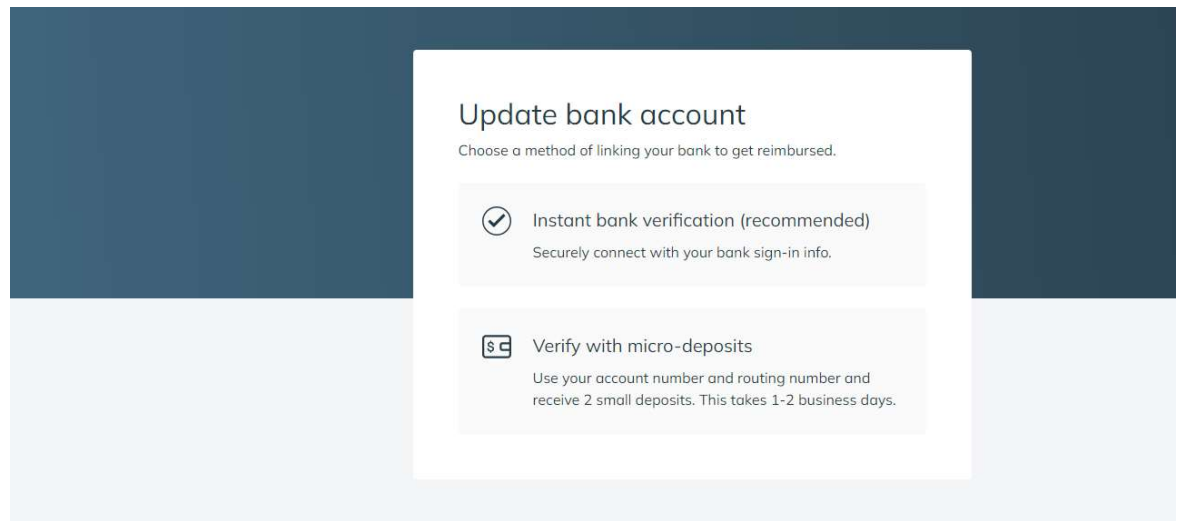 Update bank account
Choose a method of linking your bank to get reimbursed.
Instant bank verification (recommended)
Securely connect with your bank sign-in info.
Verify with micro-deposits
Use your account number and routing number and
receive 2 small deposits. This takes 1-2 business days.